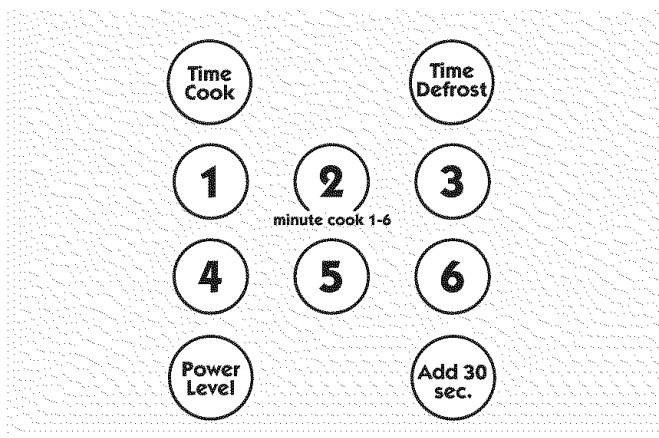 Time
Cook
Time
Defrost
1
2
3
minute cook 1-6
4
5
6
Power
Level
Add 30
sec.